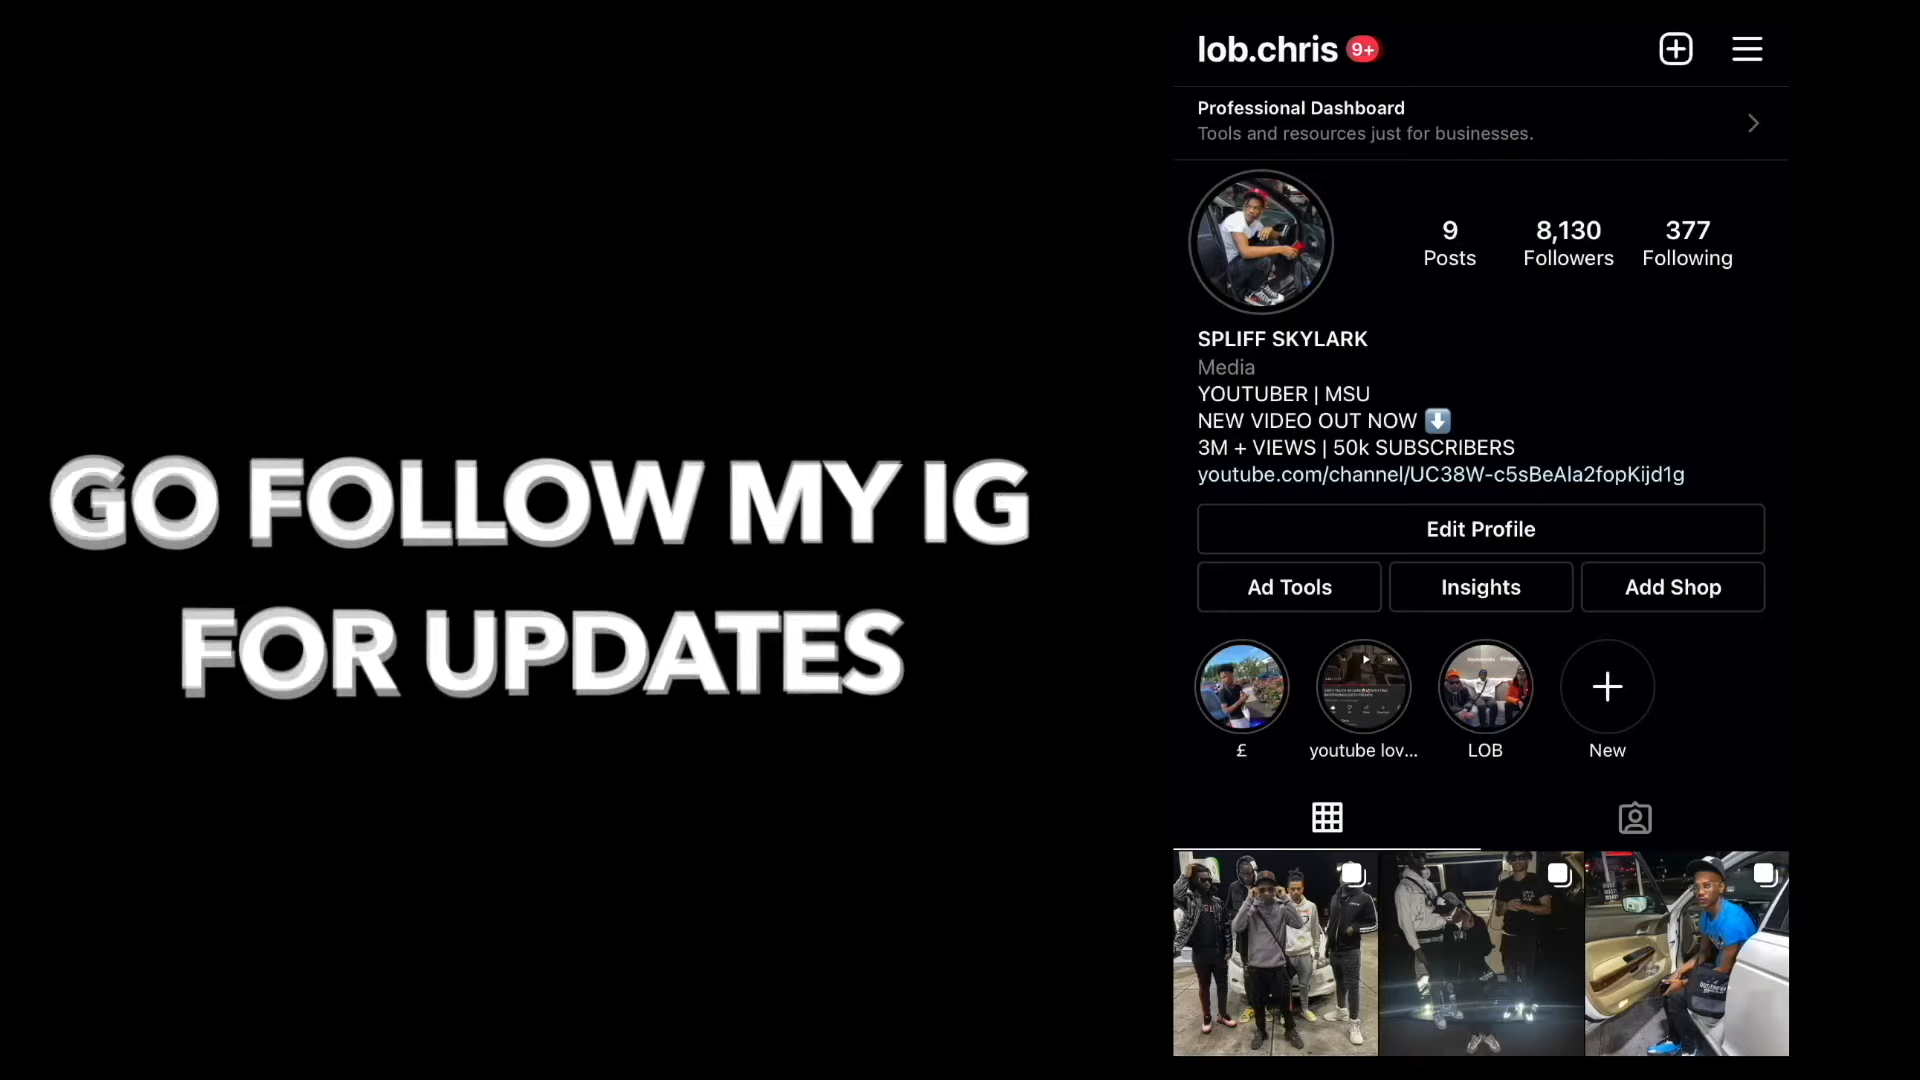 GO FOLLOW MY IG
FOR UPDATES
lob.chris 9+
Professional Dashboard
Tools and resources just for businesses.
9 8,130 377
Posts Followers Following
SPLIFF SKYLARK
Media
YOUTUBER | MSU
NEW VIDEO OUT NOW ⬇️
3M + VIEWS | 50k SUBSCRIBERS
youtube.com/channel/UC38W-c5sBeAla2fopKijd1g
Edit Profile
Ad Tools Insights Add Shop
£ youtube lov... LOB New